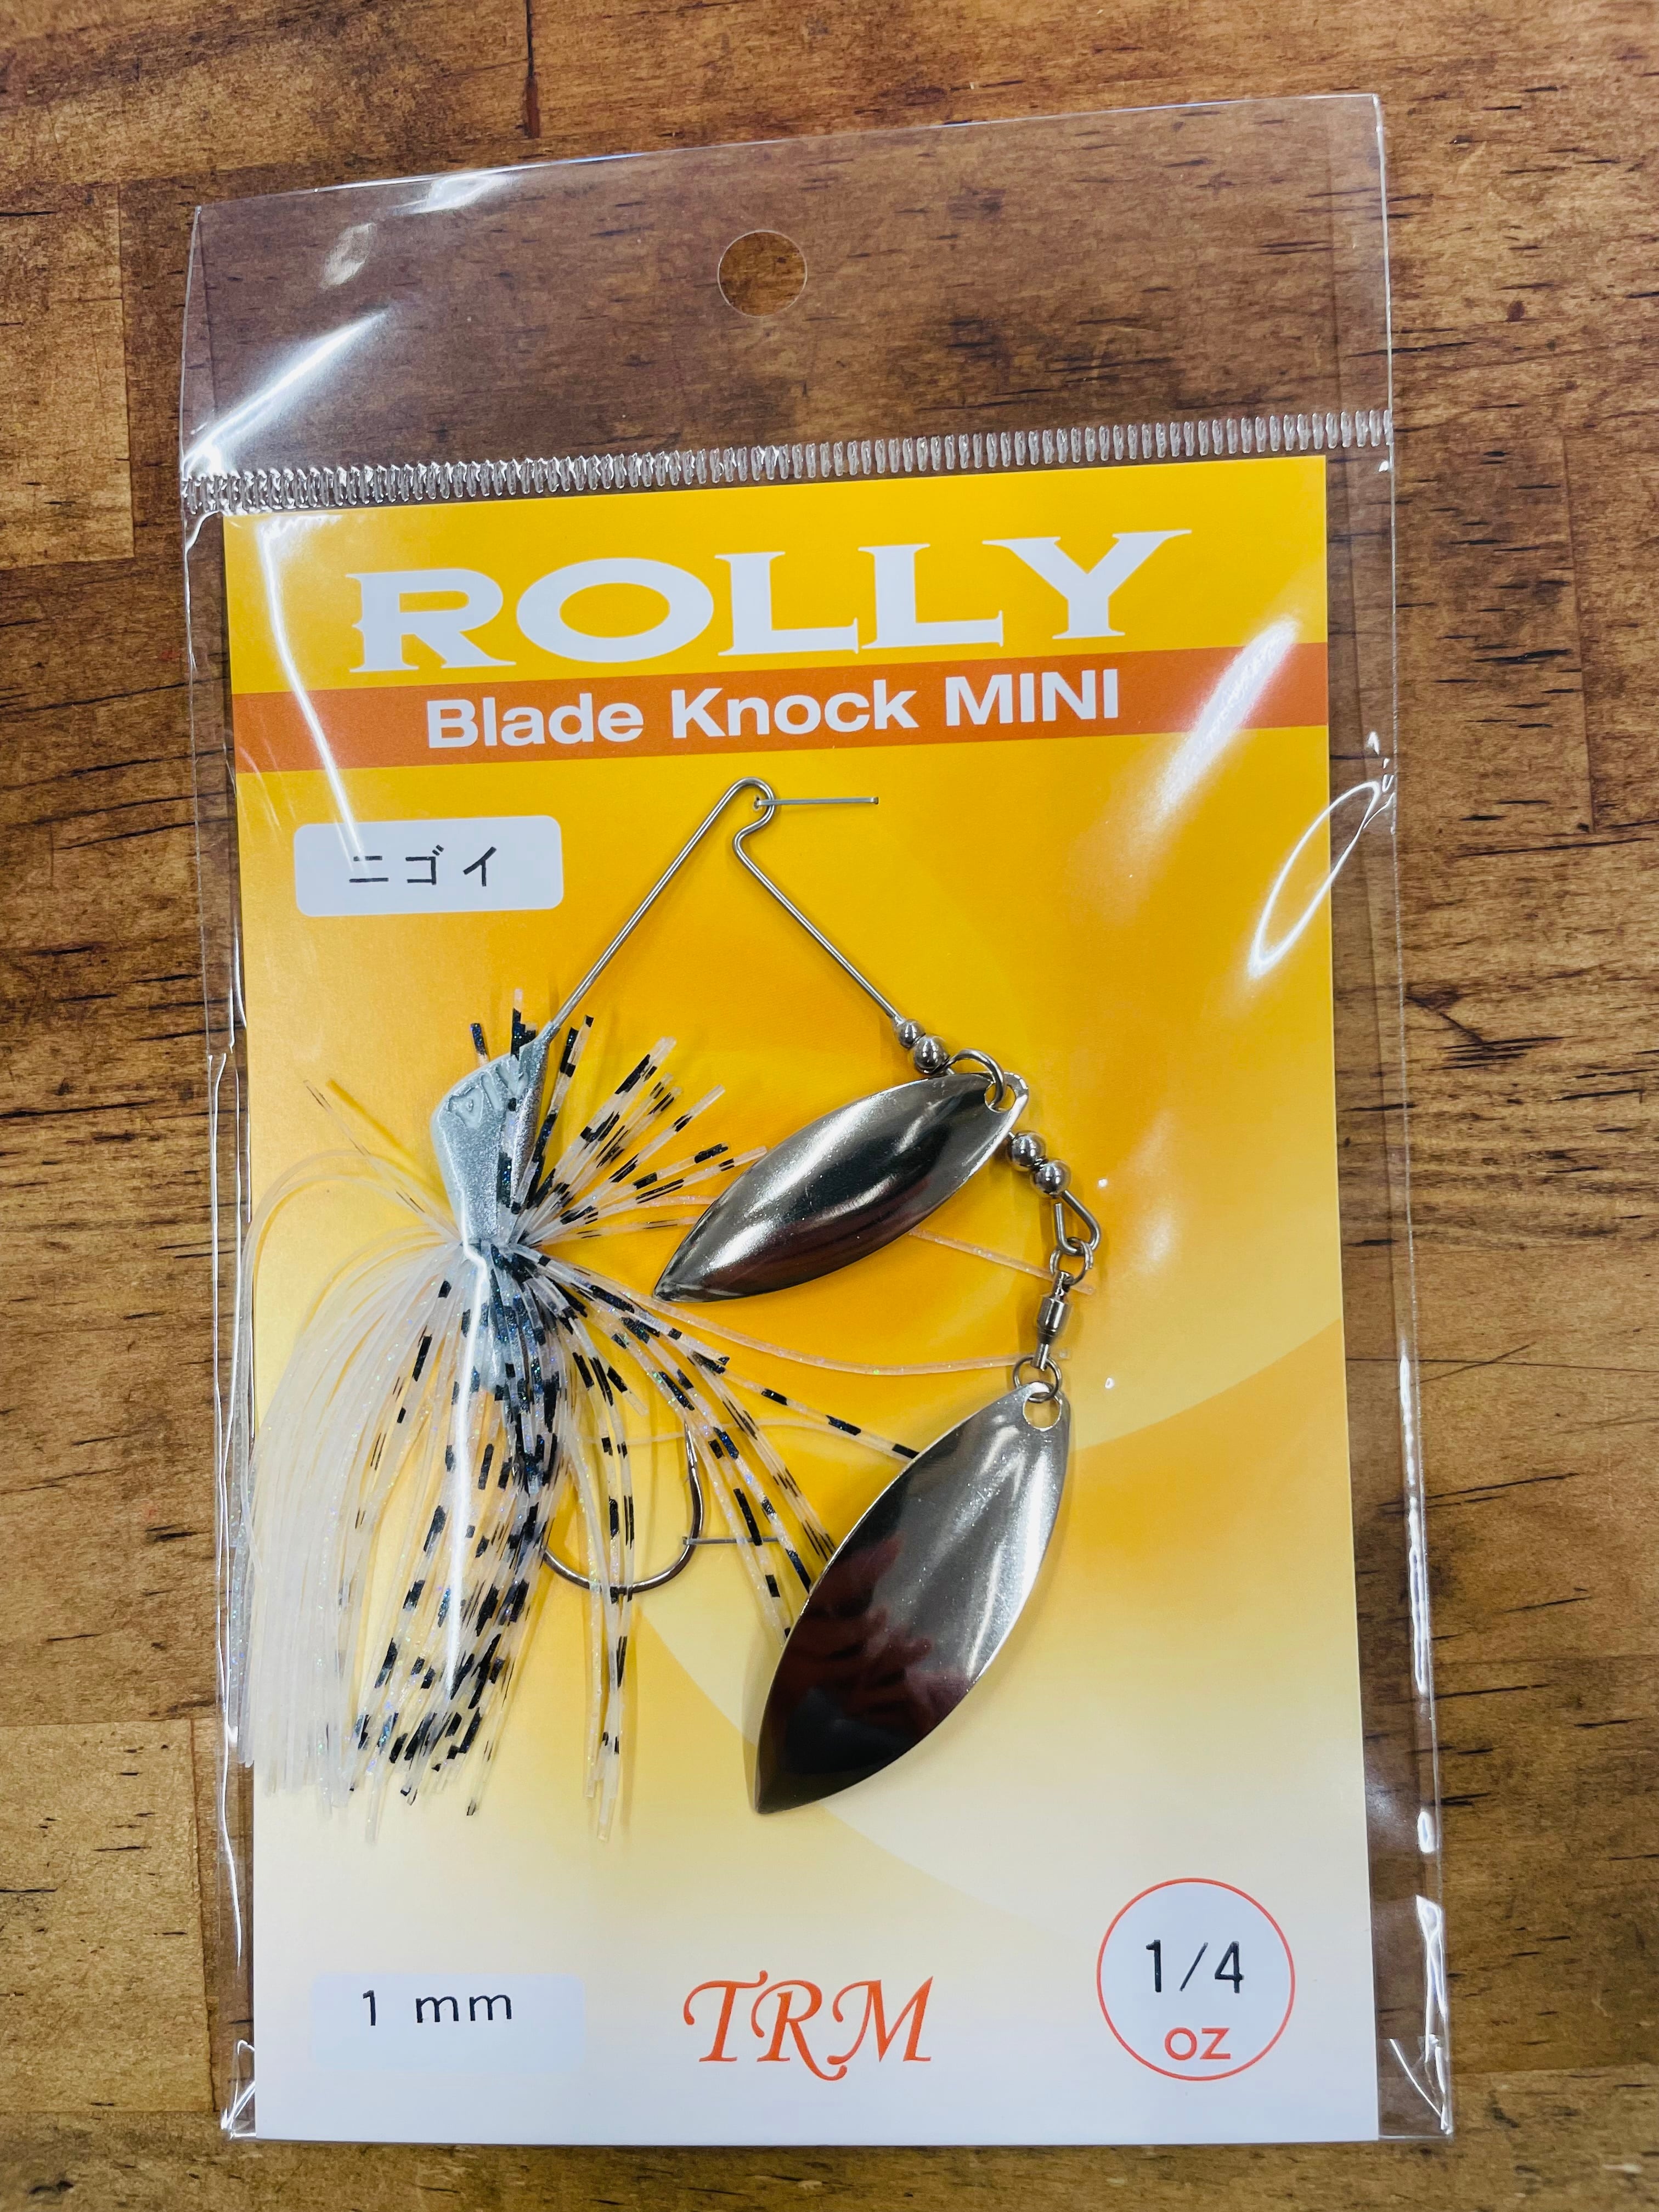 ROLLY
Blade Knock MINI
ニゴイ
1 mm
TRM
1/4
oz